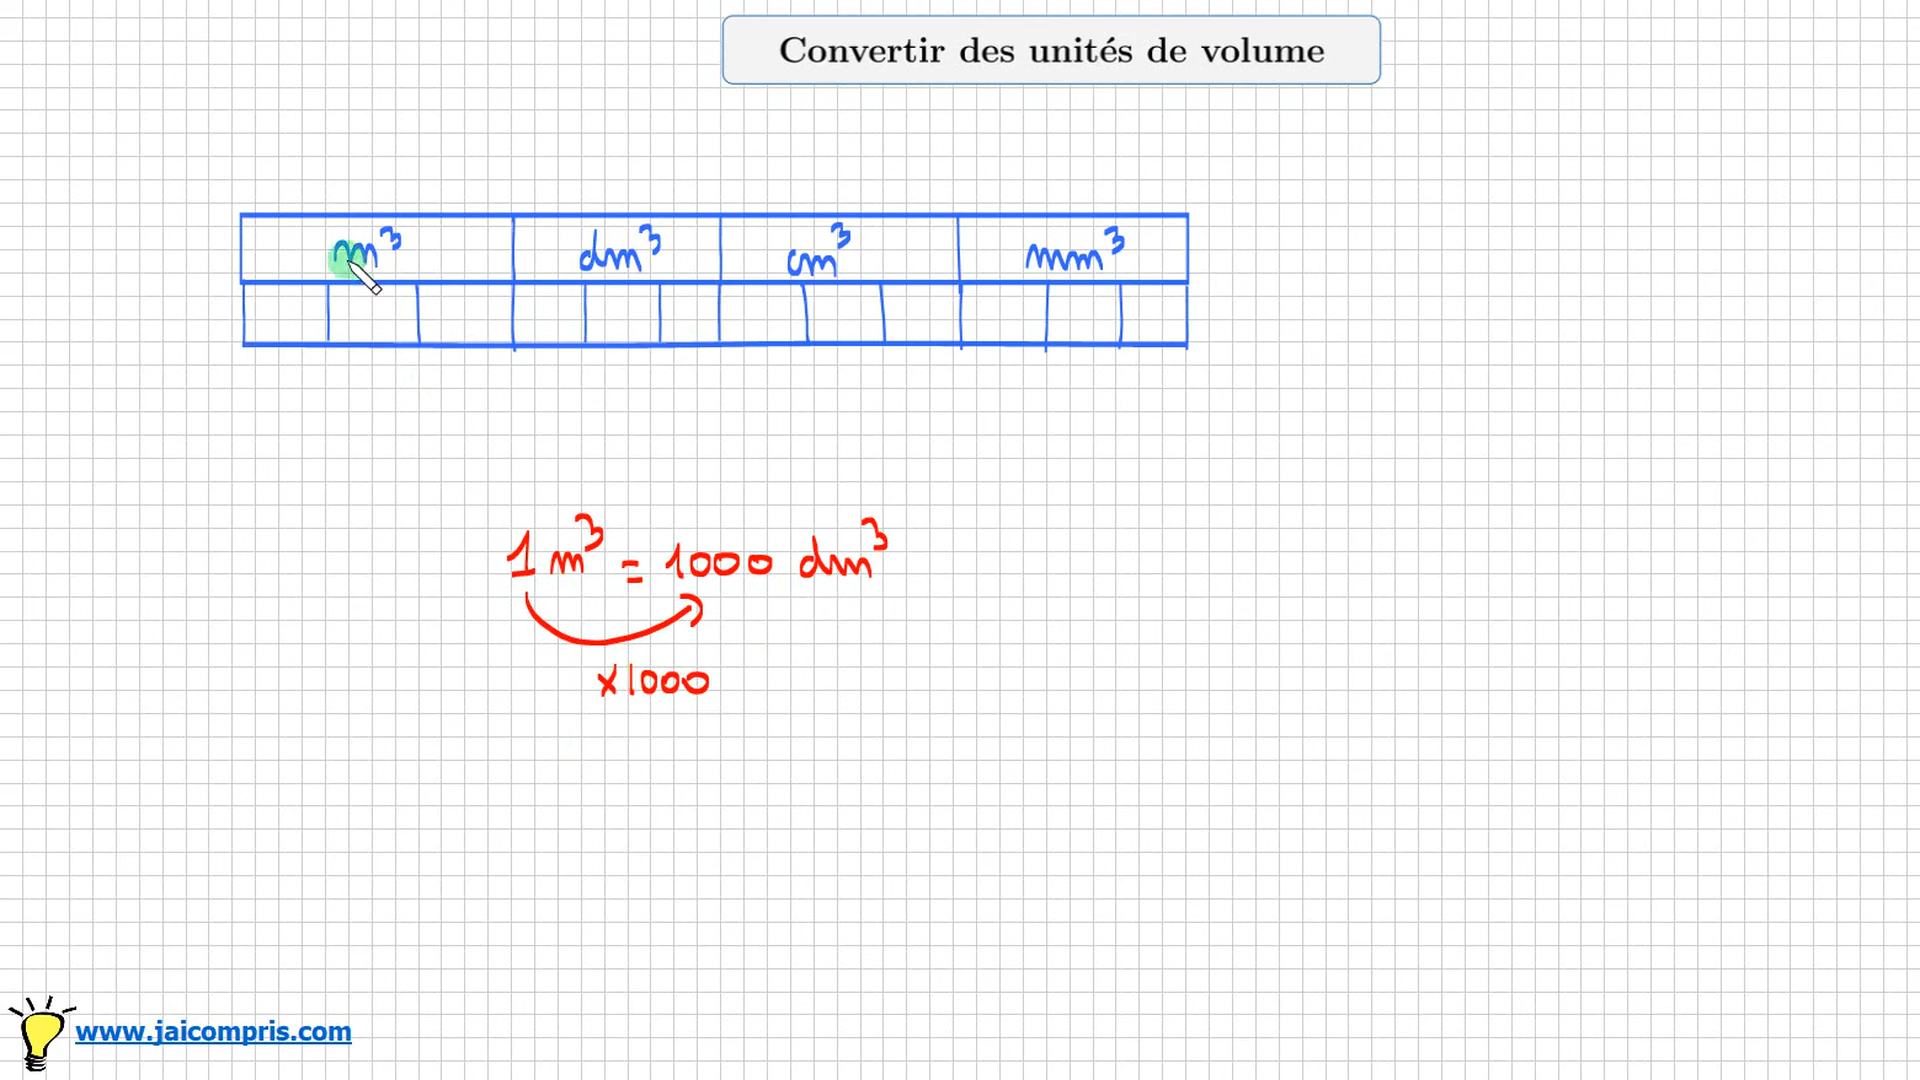 Convertir des unités de volume
m³ dm³ cm³ mm³
1 m³ = 1000 dm³
×1000
www.jaicompris.com